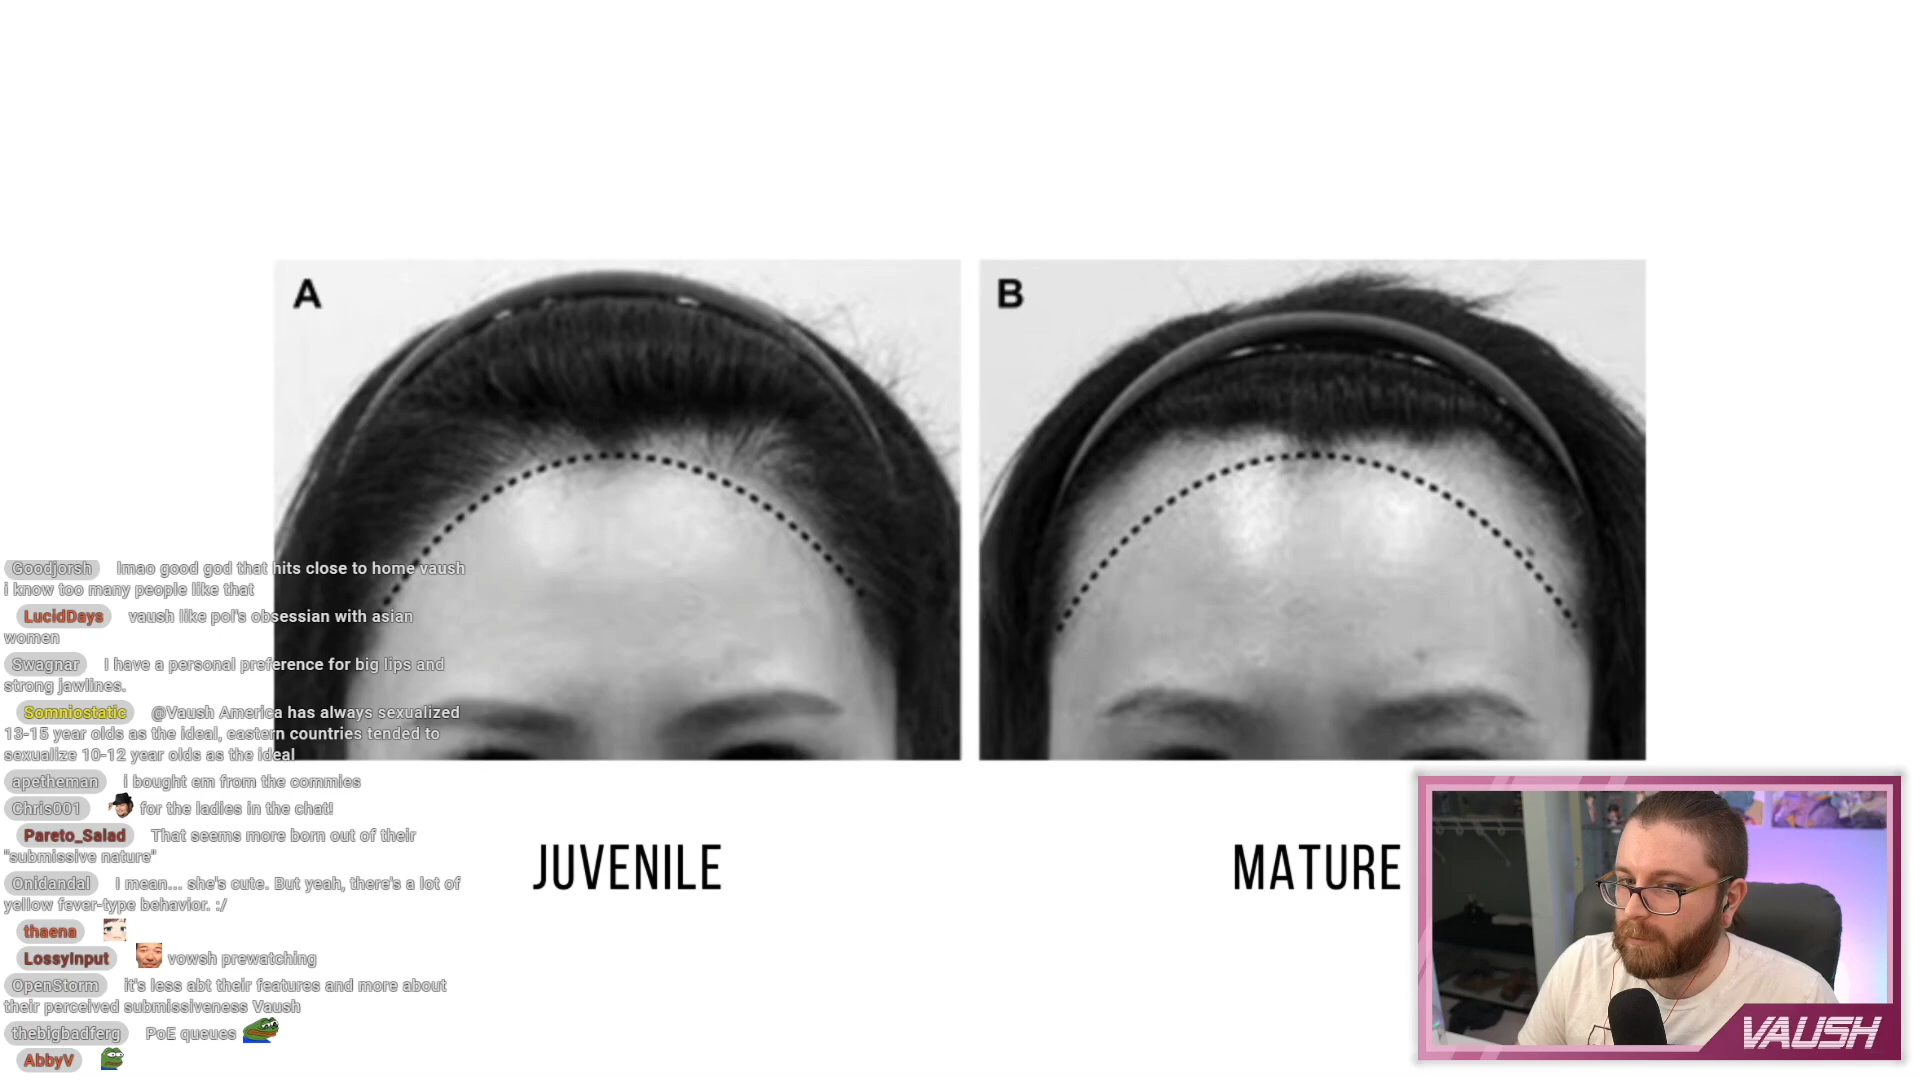 A
B
Goodjorsh lmao good god that hits close to home vaush
i know too many people like that
LucidDays vaush like pol's obsessian with asian
women
Swagnar I have a personal preference for big lips and
strong jawlines.
Somniostatic @Vaush America has always sexualized
13-15 year olds as the ideal, eastern countries tended to
sexualize 10-12 year olds as the ideal
apetheman i bought em from the commies
Chris001 for the ladies in the chat!
Pareto_Salad That seems more born out of their
"submissive nature"
Onidandal I mean... she's cute. But yeah, there's a lot of
yellow fever-type behavior. :/
thaena
LossyInput vowsh prewatching
OpenStorm it's less abt their features and more about
their perceived submissiveness Vaush
thebigbadferg PoE queues
AbbyV
JUVENILE
MATURE
VAUSH